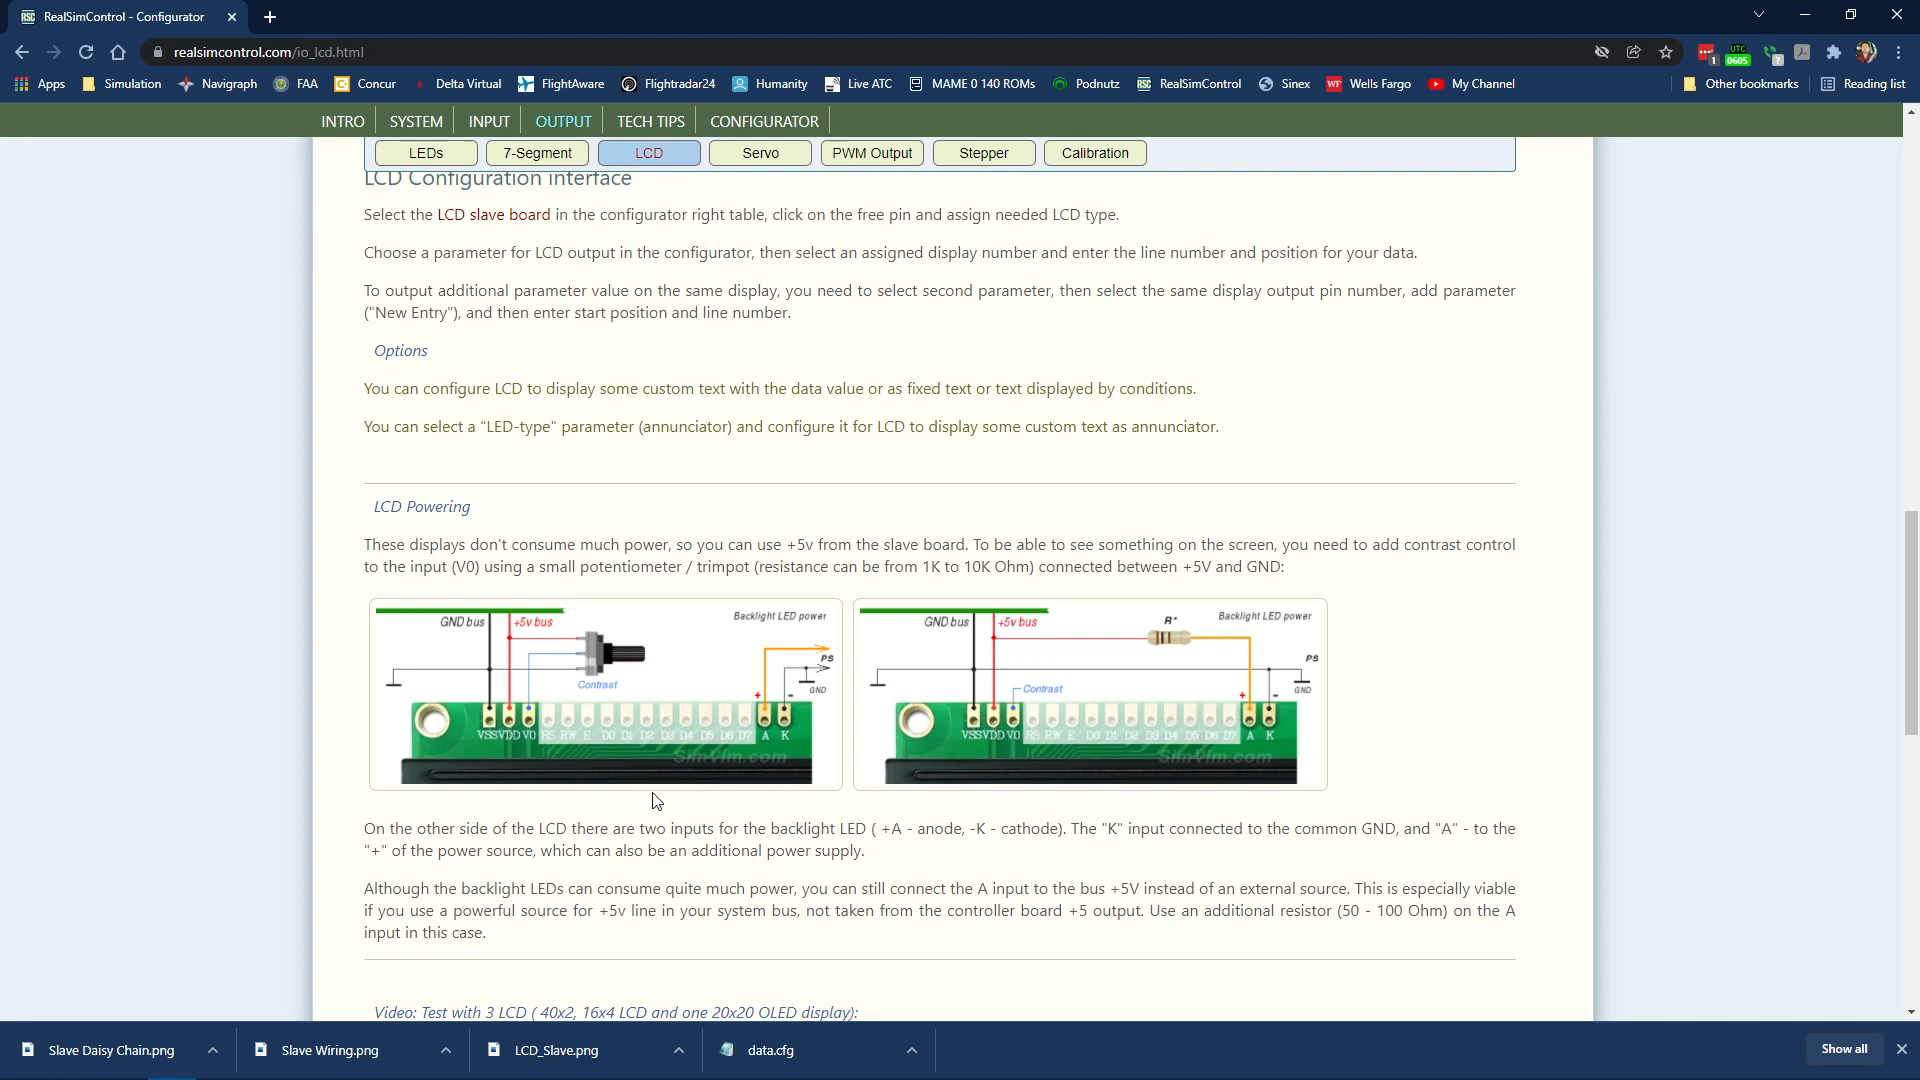 RealSimControl - Configurator
realsimcontrol.com/io_lcd.html
1
UTC
0605
?
Apps
Simulation
Navigraph
FAA
Concur
Delta Virtual
FlightAware
Flightradar24
Humanity
Live ATC
MAME 0 140 ROMs
Podnutz
RSC
RealSimControl
Sinex
WF
Wells Fargo
My Channel
Other bookmarks
Reading list
INTRO
SYSTEM
INPUT
OUTPUT
TECH TIPS
CONFIGURATOR
LEDs
7-Segment
LCD
Servo
PWM Output
Stepper
Calibration
LCD Configuration interface
Select the LCD slave board in the configurator right table, click on the free pin and assign needed LCD type.
Choose a parameter for LCD output in the configurator, then select an assigned display number and enter the line number and position for your data.
To output additional parameter value on the same display, you need to select second parameter, then select the same display output pin number, add parameter
("New Entry"), and then enter start position and line number.
Options
You can configure LCD to display some custom text with the data value or as fixed text or text displayed by conditions.
You can select a "LED-type" parameter (annunciator) and configure it for LCD to display some custom text as annunciator.
LCD Powering
These displays don't consume much power, so you can use +5v from the slave board. To be able to see something on the screen, you need to add contrast control
to the input (V0) using a small potentiometer / trimpot (resistance can be from 1K to 10K Ohm) connected between +5V and GND:
GND bus
+5v bus
Backlight LED power
Contrast
PS
GND
+
-
VSS VDD V0 RS RW E D0 D1 D2 D3 D4 D5 D6 D7 A K
SimVim.com
GND bus
+5v bus
R*
Backlight LED power
Contrast
PS
GND
+
-
VSS VDD V0 RS RW E D0 D1 D2 D3 D4 D5 D6 D7 A K
SimVim.com
On the other side of the LCD there are two inputs for the backlight LED ( +A - anode, -K - cathode). The "K" input connected to the common GND, and "A" - to the
"+" of the power source, which can also be an additional power supply.
Although the backlight LEDs can consume quite much power, you can still connect the A input to the bus +5V instead of an external source. This is especially viable
if you use a powerful source for +5v line in your system bus, not taken from the controller board +5 output. Use an additional resistor (50 - 100 Ohm) on the A
input in this case.
Video: Test with 3 LCD ( 40x2, 16x4 LCD and one 20x20 OLED display):
Slave Daisy Chain.png
Slave Wiring.png
LCD_Slave.png
data.cfg
Show all